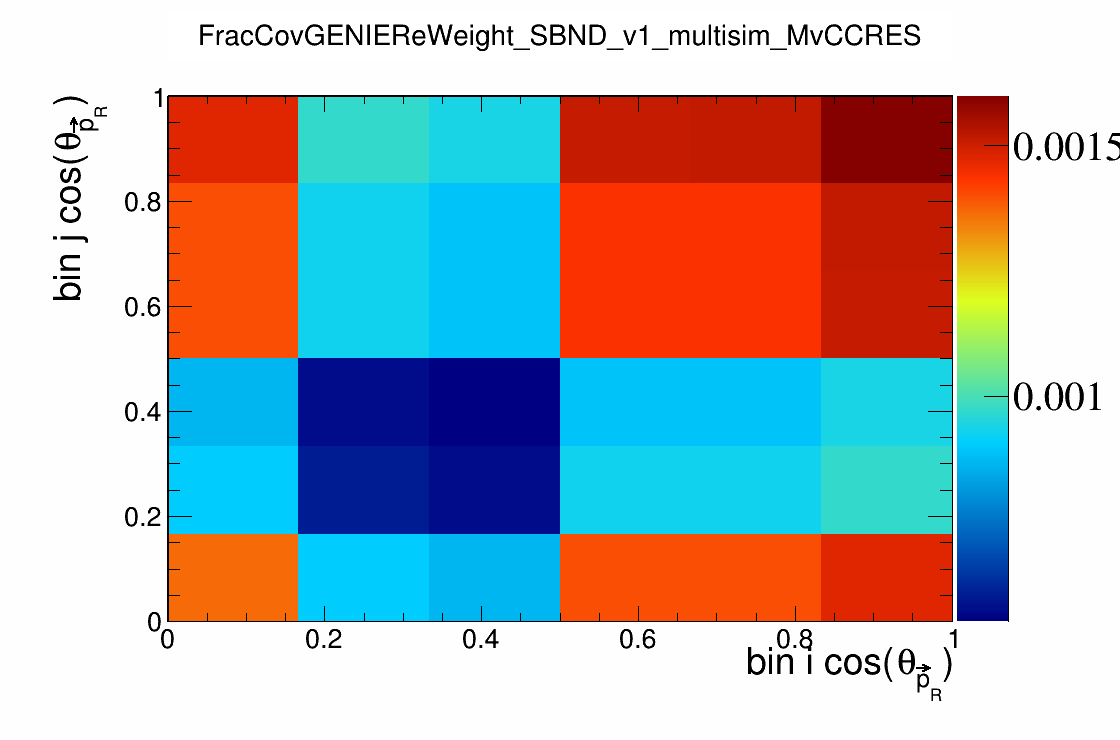 FracCovGENIEReWeight_SBND_v1_multisim_MvCCRES
bin j cos(θp⃗R)
1
0.8
0.6
0.4
0.2
0
0 0.2 0.4 0.6 0.8 1
bin i cos(θp⃗R)
0.0015
0.001